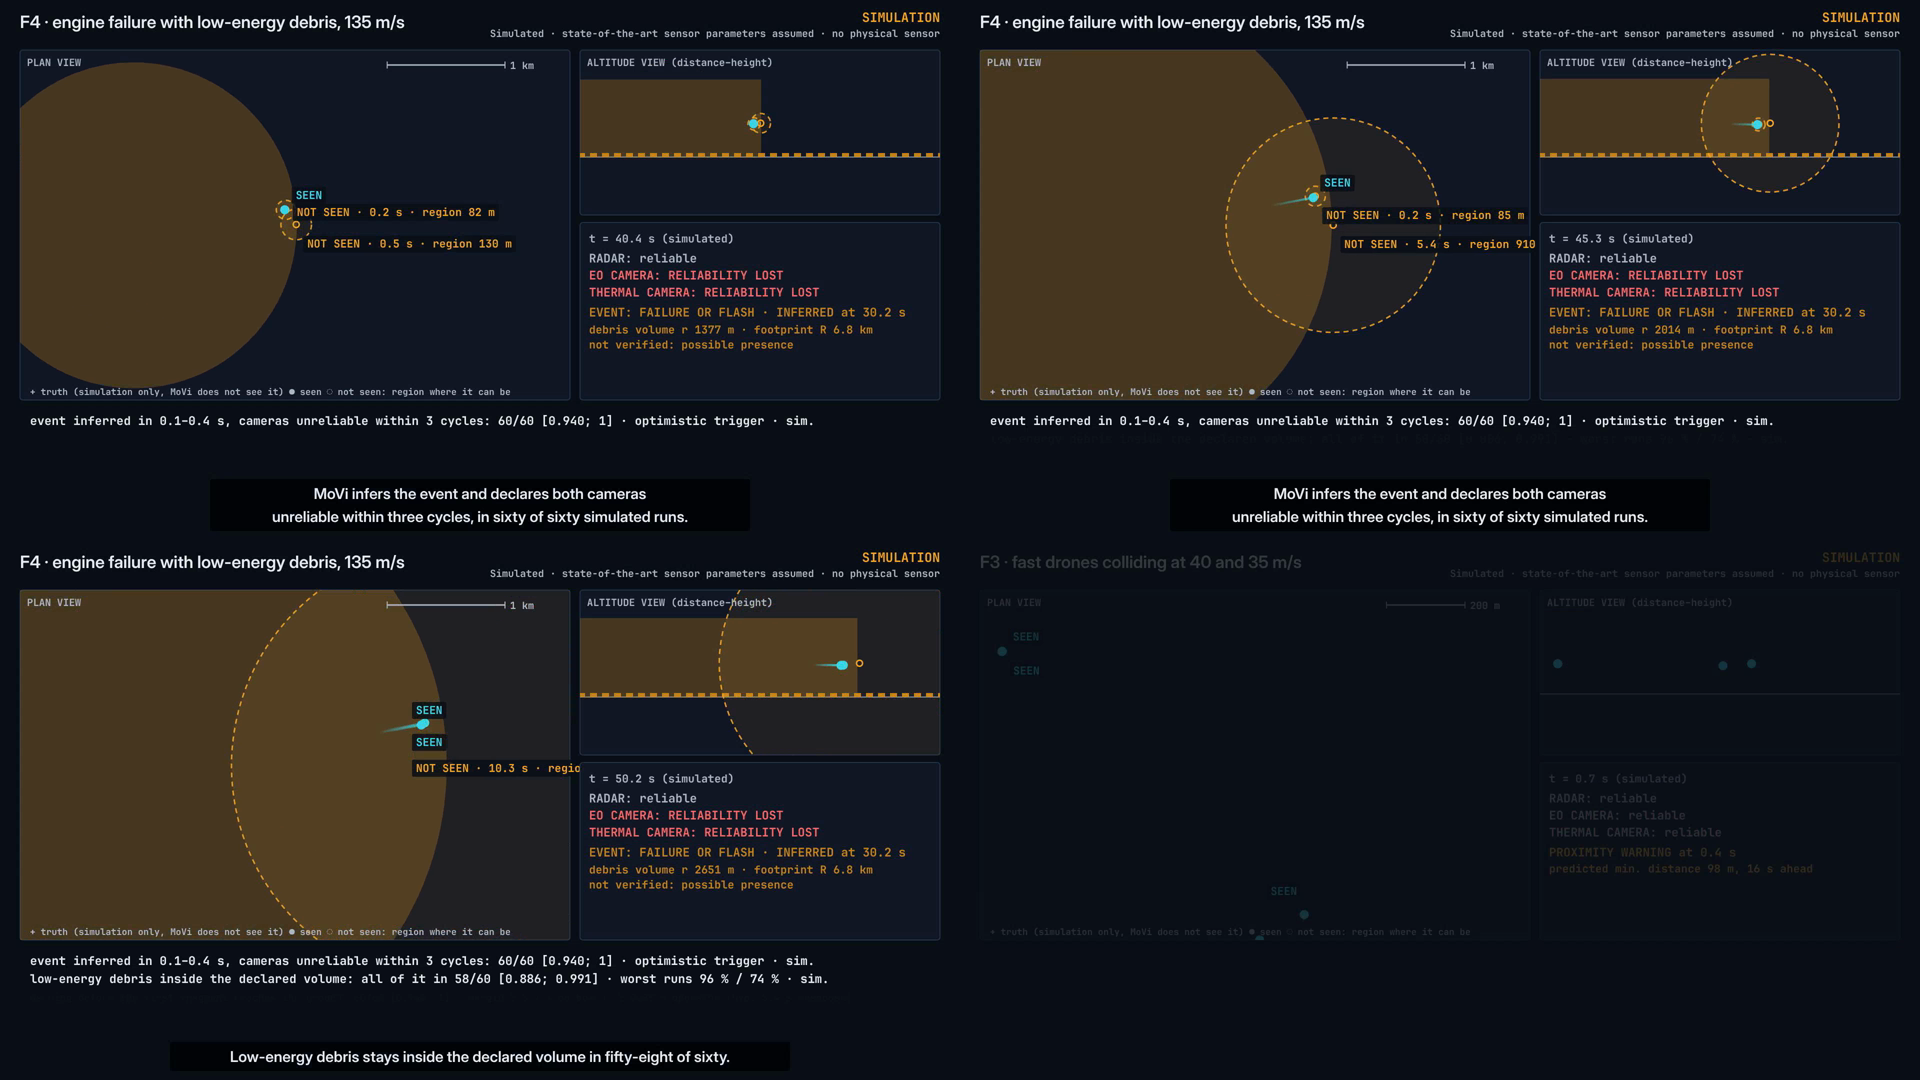 F4 · engine failure with low-energy debris, 135 m/s
SIMULATION
Simulated · state-of-the-art sensor parameters assumed · no physical sensor
PLAN VIEW
1 km
SEEN
NOT SEEN · 0.2 s · region 82 m
NOT SEEN · 0.5 s · region 130 m
+ truth (simulation only, MoVi does not see it) ● seen ○ not seen: region where it can be
ALTITUDE VIEW (distance-height)
t = 40.4 s (simulated)
RADAR: reliable
EO CAMERA: RELIABILITY LOST
THERMAL CAMERA: RELIABILITY LOST
EVENT: FAILURE OR FLASH · INFERRED at 30.2 s
debris volume r 1377 m · footprint R 6.8 km
not verified: possible presence
event inferred in 0.1–0.4 s, cameras unreliable within 3 cycles: 60/60 [0.940; 1] · optimistic trigger · sim.
MoVi infers the event and declares both cameras
unreliable within three cycles, in sixty of sixty simulated runs.
F4 · engine failure with low-energy debris, 135 m/s
SIMULATION
Simulated · state-of-the-art sensor parameters assumed · no physical sensor
PLAN VIEW
1 km
SEEN
NOT SEEN · 0.2 s · region 85 m
NOT SEEN · 5.4 s · region 910
+ truth (simulation only, MoVi does not see it) ● seen ○ not seen: region where it can be
ALTITUDE VIEW (distance-height)
t = 45.3 s (simulated)
RADAR: reliable
EO CAMERA: RELIABILITY LOST
THERMAL CAMERA: RELIABILITY LOST
EVENT: FAILURE OR FLASH · INFERRED at 30.2 s
debris volume r 2014 m · footprint R 6.8 km
not verified: possible presence
event inferred in 0.1–0.4 s, cameras unreliable within 3 cycles: 60/60 [0.940; 1] · optimistic trigger · sim.
MoVi infers the event and declares both cameras
unreliable within three cycles, in sixty of sixty simulated runs.
F4 · engine failure with low-energy debris, 135 m/s
SIMULATION
Simulated · state-of-the-art sensor parameters assumed · no physical sensor
PLAN VIEW
1 km
SEEN
SEEN
NOT SEEN · 10.3 s · regio
+ truth (simulation only, MoVi does not see it) ● seen ○ not seen: region where it can be
ALTITUDE VIEW (distance-height)
t = 50.2 s (simulated)
RADAR: reliable
EO CAMERA: RELIABILITY LOST
THERMAL CAMERA: RELIABILITY LOST
EVENT: FAILURE OR FLASH · INFERRED at 30.2 s
debris volume r 2651 m · footprint R 6.8 km
not verified: possible presence
event inferred in 0.1–0.4 s, cameras unreliable within 3 cycles: 60/60 [0.940; 1] · optimistic trigger · sim.
low-energy debris inside the declared volume: all of it in 58/60 [0.886; 0.991] · worst runs 96 % / 74 % · sim.
Low-energy debris stays inside the declared volume in fifty-eight of sixty.
F3 · fast drones colliding at 40 and 35 m/s
SIMULATION
Simulated · state-of-the-art sensor parameters assumed · no physical sensor
PLAN VIEW
200 m
SEEN
SEEN
SEEN
+ truth (simulation only, MoVi does not see it) ● seen ○ not seen: region where it can be
ALTITUDE VIEW (distance-height)
t = 0.7 s (simulated)
RADAR: reliable
EO CAMERA: reliable
THERMAL CAMERA: reliable
PROXIMITY WARNING at 0.4 s
predicted min. distance 98 m, 16 s ahead